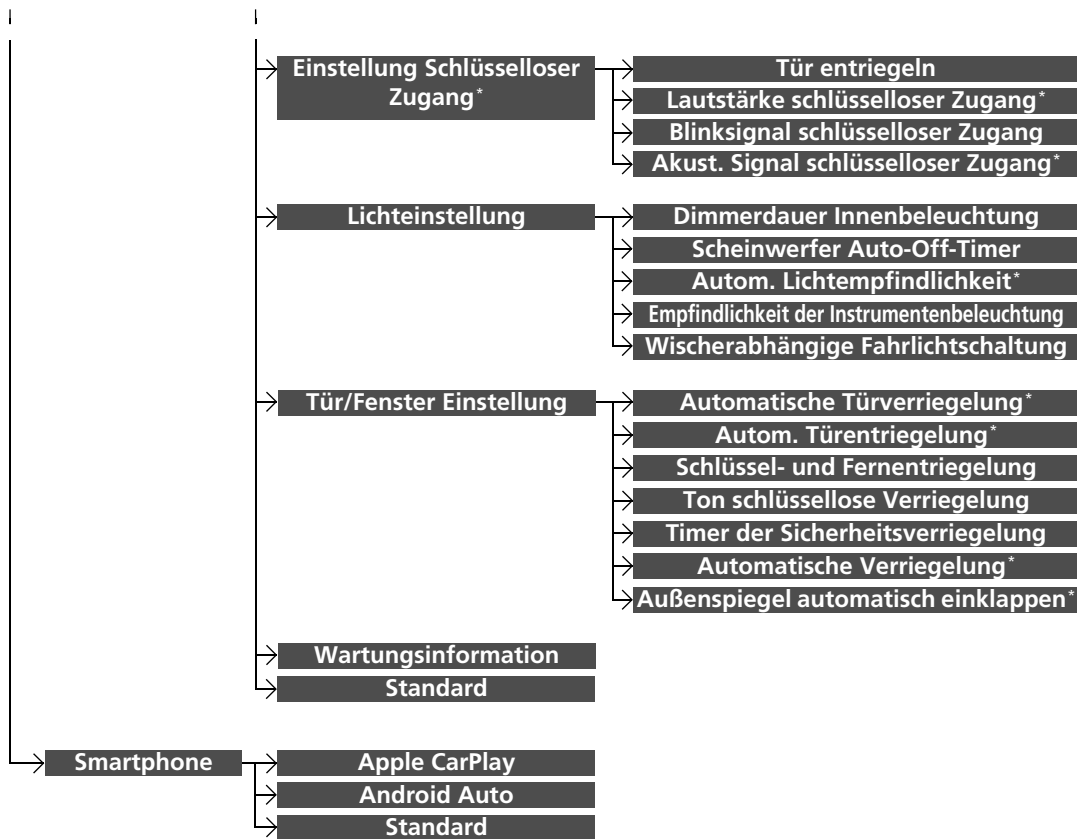 Einstellung Schlüsselloser
Zugang*
Tür entriegeln
Lautstärke schlüsselloser Zugang*
Blinksignal schlüsselloser Zugang
Akust. Signal schlüsselloser Zugang*
Lichteinstellung
Dimmerdauer Innenbeleuchtung
Scheinwerfer Auto-Off-Timer
Autom. Lichtempfindlichkeit*
Empfindlichkeit der Instrumentenbeleuchtung
Wischerabhängige Fahrlichtschaltung
Tür/Fenster Einstellung
Automatische Türverriegelung*
Autom. Türentriegelung*
Schlüssel- und Fernentriegelung
Ton schlüssellose Verriegelung
Timer der Sicherheitsverriegelung
Automatische Verriegelung*
Außenspiegel automatisch einklappen*
Wartungsinformation
Standard
Smartphone
Apple CarPlay
Android Auto
Standard